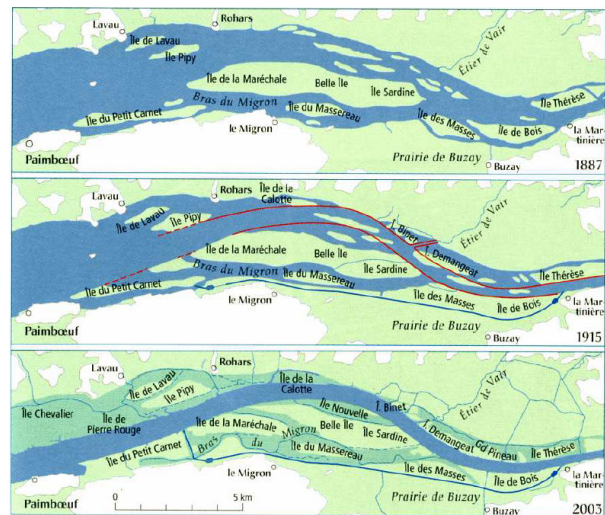 Lavau
Rohars
Île de Lavau
Île Pipy
Étier de Vair
Île de la Maréchale
Belle Île
Île Sardine
Île Thérèse
Bras du Migron
Île du Petit Carnet
Île du Massereau
Île des Masses
Île de Bois
le Migron
la Mar-
tinière
Paimbœuf
Prairie de Buzay
Buzay
1887
Lavau
Rohars
Île de la
Calotte
Île de Lavau
Île Pipy
I. Binet
Étier de Vair
I. Demangeat
Île de la Maréchale
Belle Île
Île Sardine
Île Thérèse
Bras du Migron
Île du Petit Carnet
Île du Massereau
Île des Masses
Île de Bois
le Migron
la Mar-
tinière
Paimbœuf
Prairie de Buzay
Buzay
1915
Lavau
Rohars
Île de Lavau
Île de la
Calotte
Île Pipy
Étier de Vair
Île Chevalier
Île de
Pierre Rouge
Île Nouvelle
I. Binet
I. Demangeat
Gd Pineau
Île de la Maréchale
Belle Île
Île Sardine
Île Thérèse
Bras du Migron
Île du Petit Carnet
Île du Massereau
Île des Masses
Île de Bois
le Migron
la Mar-
tinière
Paimbœuf
0 5 km
Prairie de Buzay
Buzay
2003